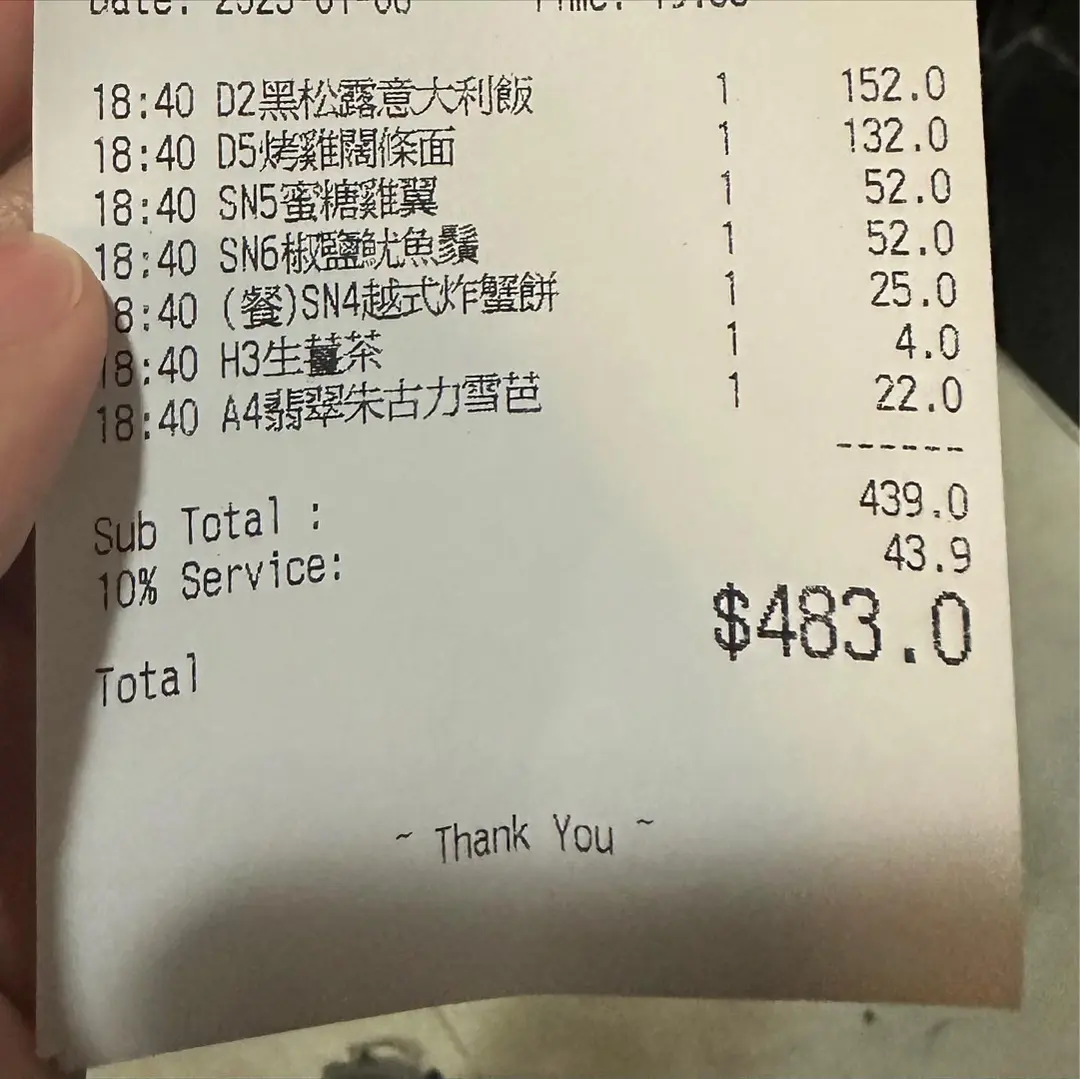 Date:
18:40 D2黑松露意大利飯 1 152.0
18:40 D5烤雞闊條面 1 132.0
18:40 SN5蜜糖雞翼 1 52.0
18:40 SN6椒鹽魷魚鬚 1 52.0
8:40 (餐)SN4越式炸蟹餅 1 25.0
18:40 H3生薑茶 1 4.0
18:40 A4翡翠朱古力雪芭 1 22.0
------
Sub Total : 439.0
10% Service: 43.9
Total $483.0
~ Thank You ~